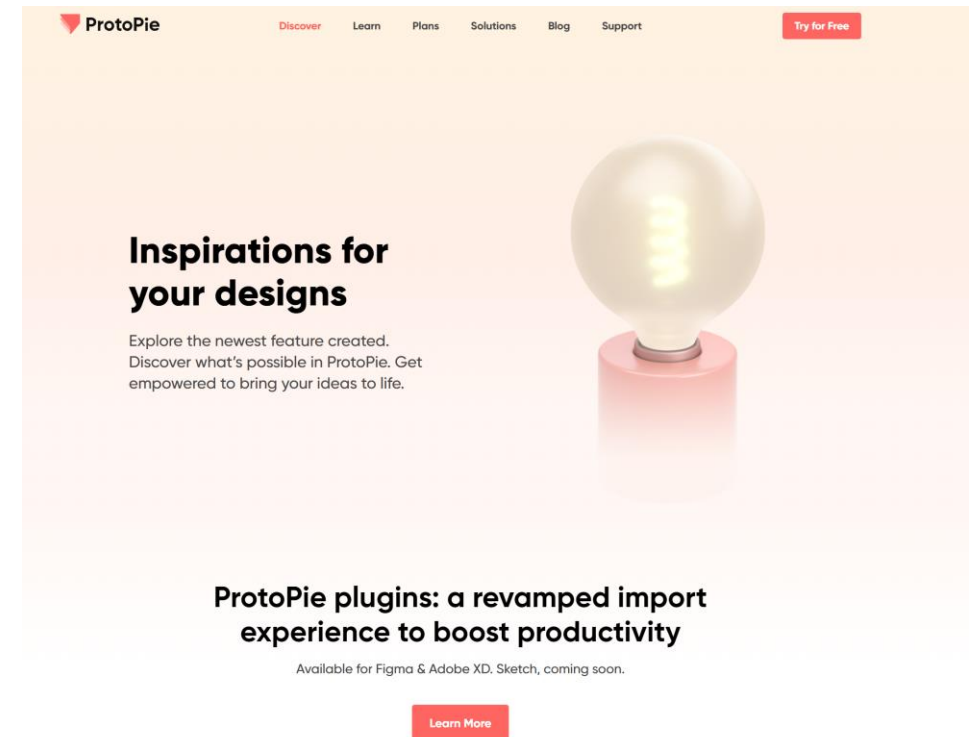 ProtoPie
Discover Learn Plans Solutions Blog Support
Try for Free
Inspirations for
your designs
Explore the newest feature created.
Discover what’s possible in ProtoPie. Get
empowered to bring your ideas to life.
ProtoPie plugins: a revamped import
experience to boost productivity
Available for Figma & Adobe XD. Sketch, coming soon.
Learn More